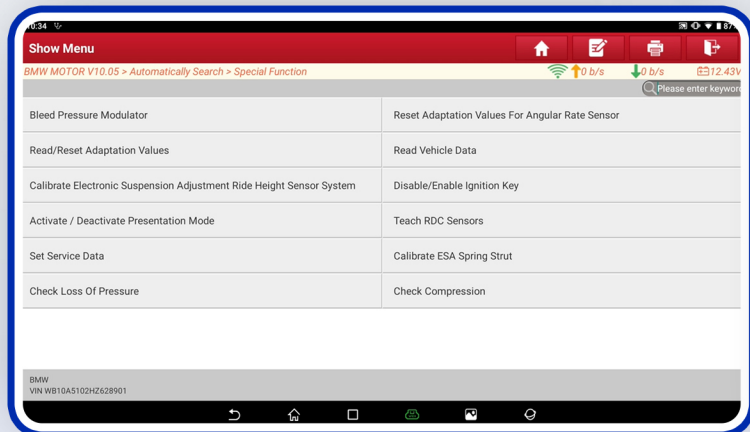 10:34
87
Show Menu
BMW MOTOR V10.05 > Automatically Search > Special Function
0 b/s
0 b/s
12.43V
Please enter keyword
Bleed Pressure Modulator
Reset Adaptation Values For Angular Rate Sensor
Read/Reset Adaptation Values
Read Vehicle Data
Calibrate Electronic Suspension Adjustment Ride Height Sensor System
Disable/Enable Ignition Key
Activate / Deactivate Presentation Mode
Teach RDC Sensors
Set Service Data
Calibrate ESA Spring Strut
Check Loss Of Pressure
Check Compression
BMW
VIN WB10A5102HZ628901